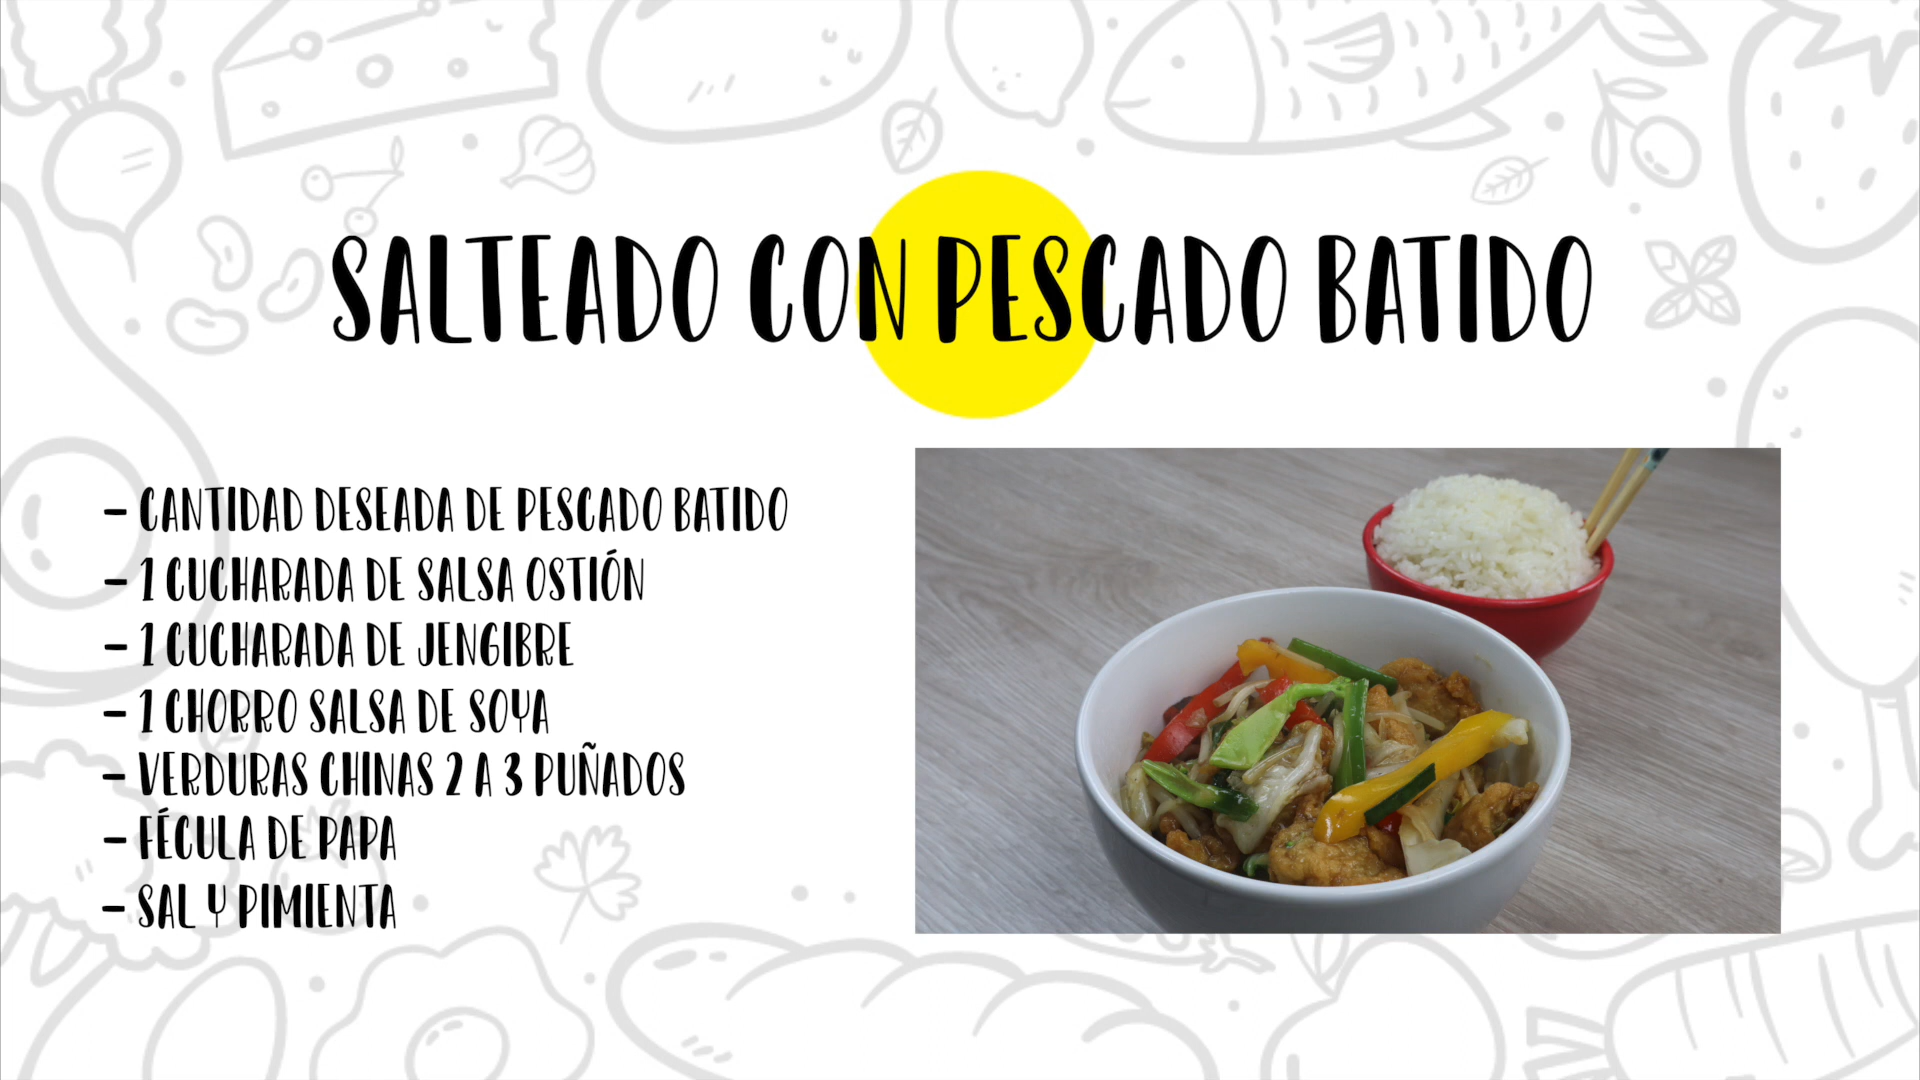 SALTEADO CON PESCADO BATIDO
- CANTIDAD DESEADA DE PESCADO BATIDO
- 1 CUCHARADA DE SALSA OSTIÓN
- 1 CUCHARADA DE JENGIBRE
- 1 CHORRO SALSA DE SOYA
- VERDURAS CHINAS 2 A 3 PUÑADOS
- FÉCULA DE PAPA
- SAL Y PIMIENTA